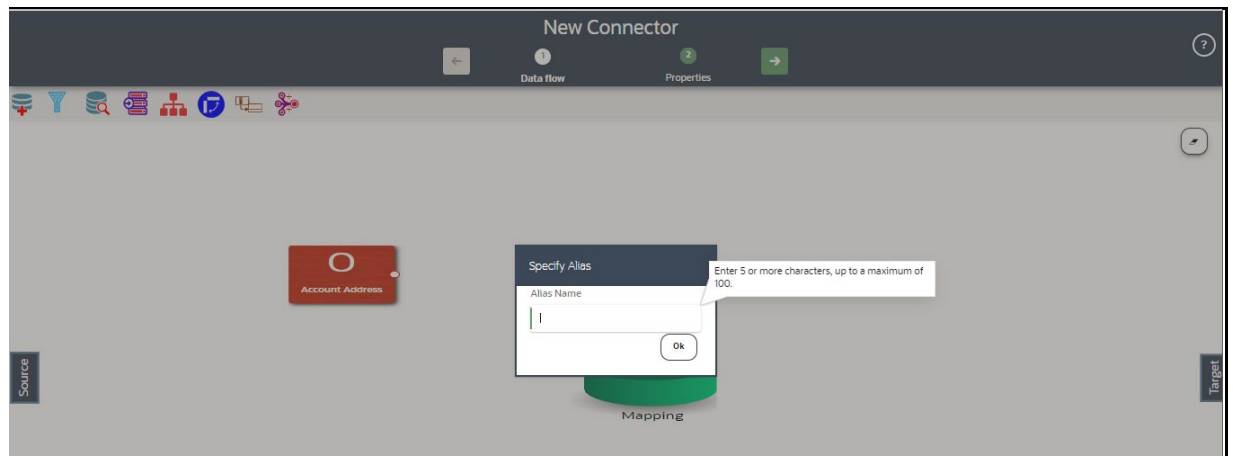 New Connector
?
1
2
Data flow
Properties
Specify Alias
Enter 5 or more characters, up to a maximum of
100.
Alias Name
Account Address
Ok
Source
Target
Mapping